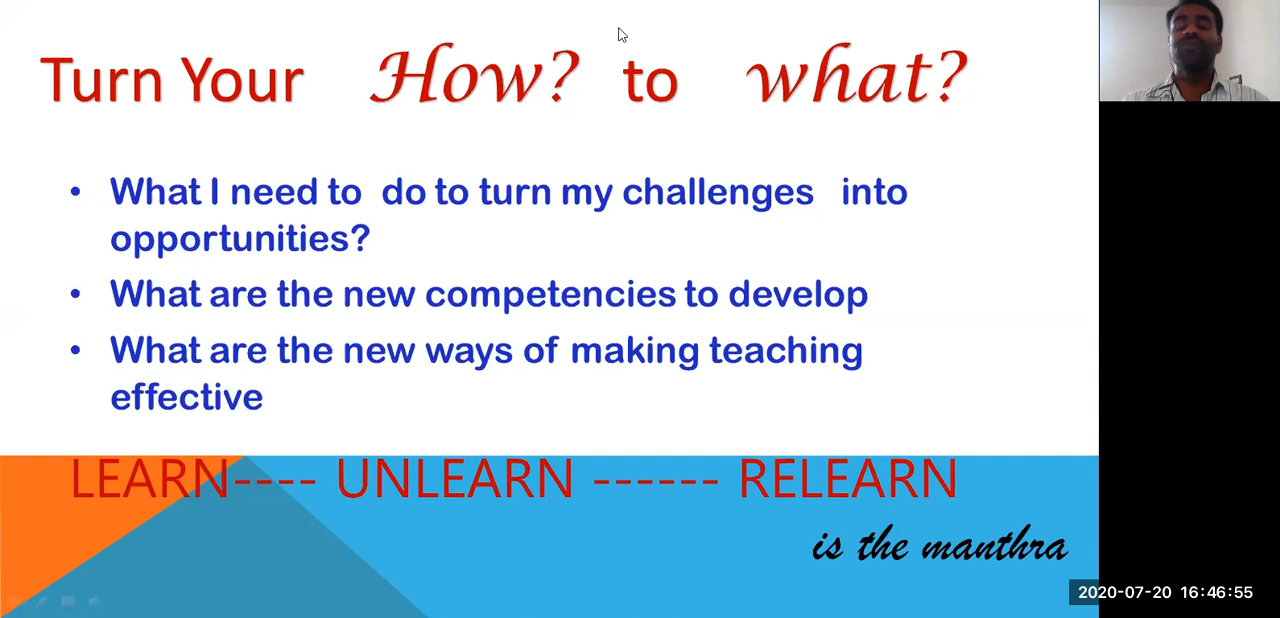 Turn Your How? to what?
• What I need to do to turn my challenges into
opportunities?
• What are the new competencies to develop
• What are the new ways of making teaching
effective
LEARN---- UNLEARN ------ RELEARN
is the manthra
2020-07-20 16:46:55